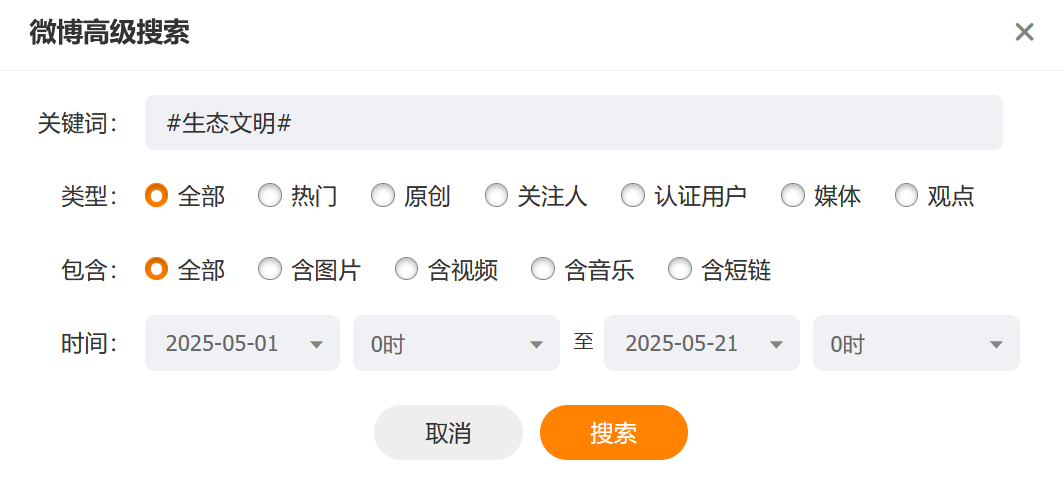 微博高级搜索
关键词： #生态文明#
类型： 全部 热门 原创 关注人 认证用户 媒体 观点
包含： 全部 含图片 含视频 含音乐 含短链
时间： 2025-05-01 0时 至 2025-05-21 0时
取消 搜索